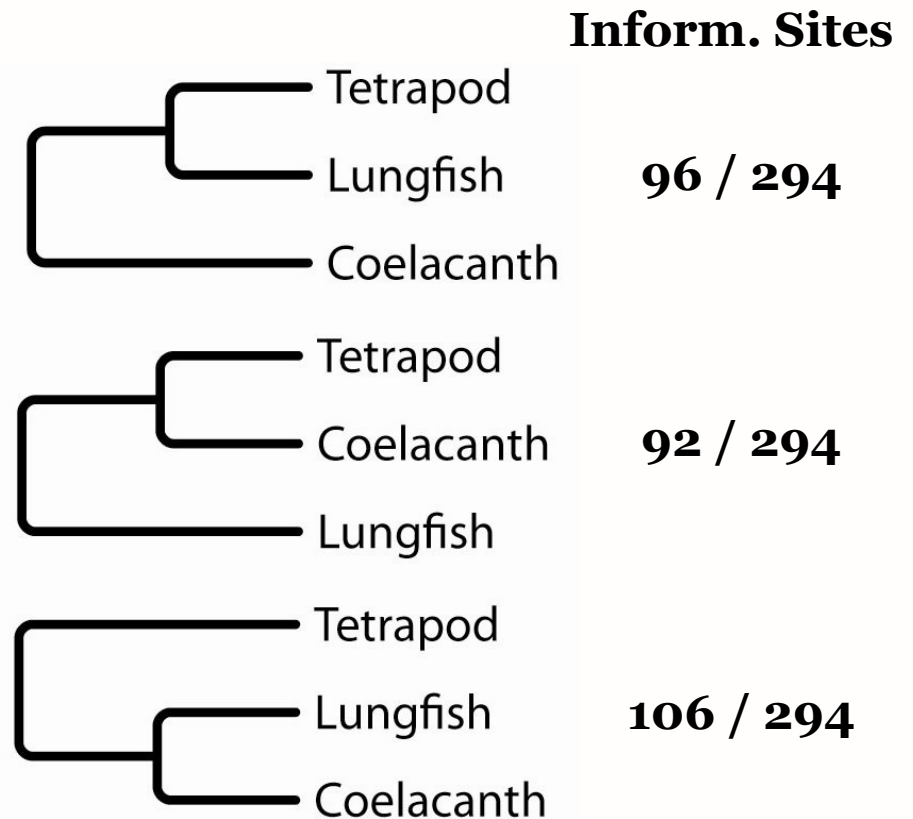 Inform. Sites
Tetrapod
Lungfish
96 / 294
Coelacanth
Tetrapod
Coelacanth
92 / 294
Lungfish
Tetrapod
Lungfish
106 / 294
Coelacanth